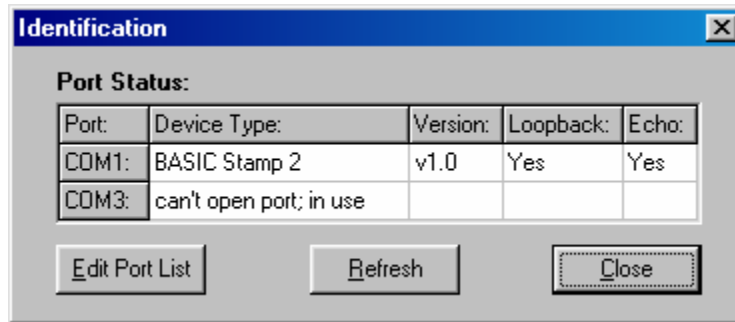 Identification
Port Status:
Port: Device Type: Version: Loopback: Echo:
COM1: BASIC Stamp 2 v1.0 Yes Yes
COM3: can't open port; in use
Edit Port List Refresh Close